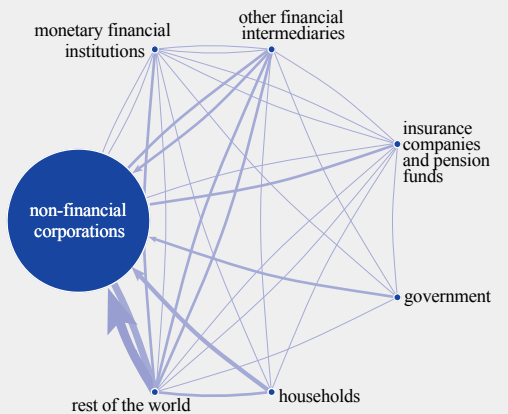 other financial
intermediaries
monetary financial
institutions
insurance
companies
and pension
funds
non-financial
corporations
government
households
rest of the world